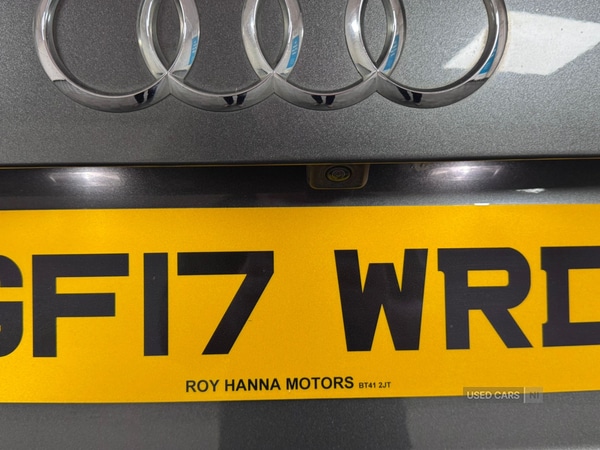 GF17 WRD
ROY HANNA MOTORS BT41 2JT
USED CARS NI